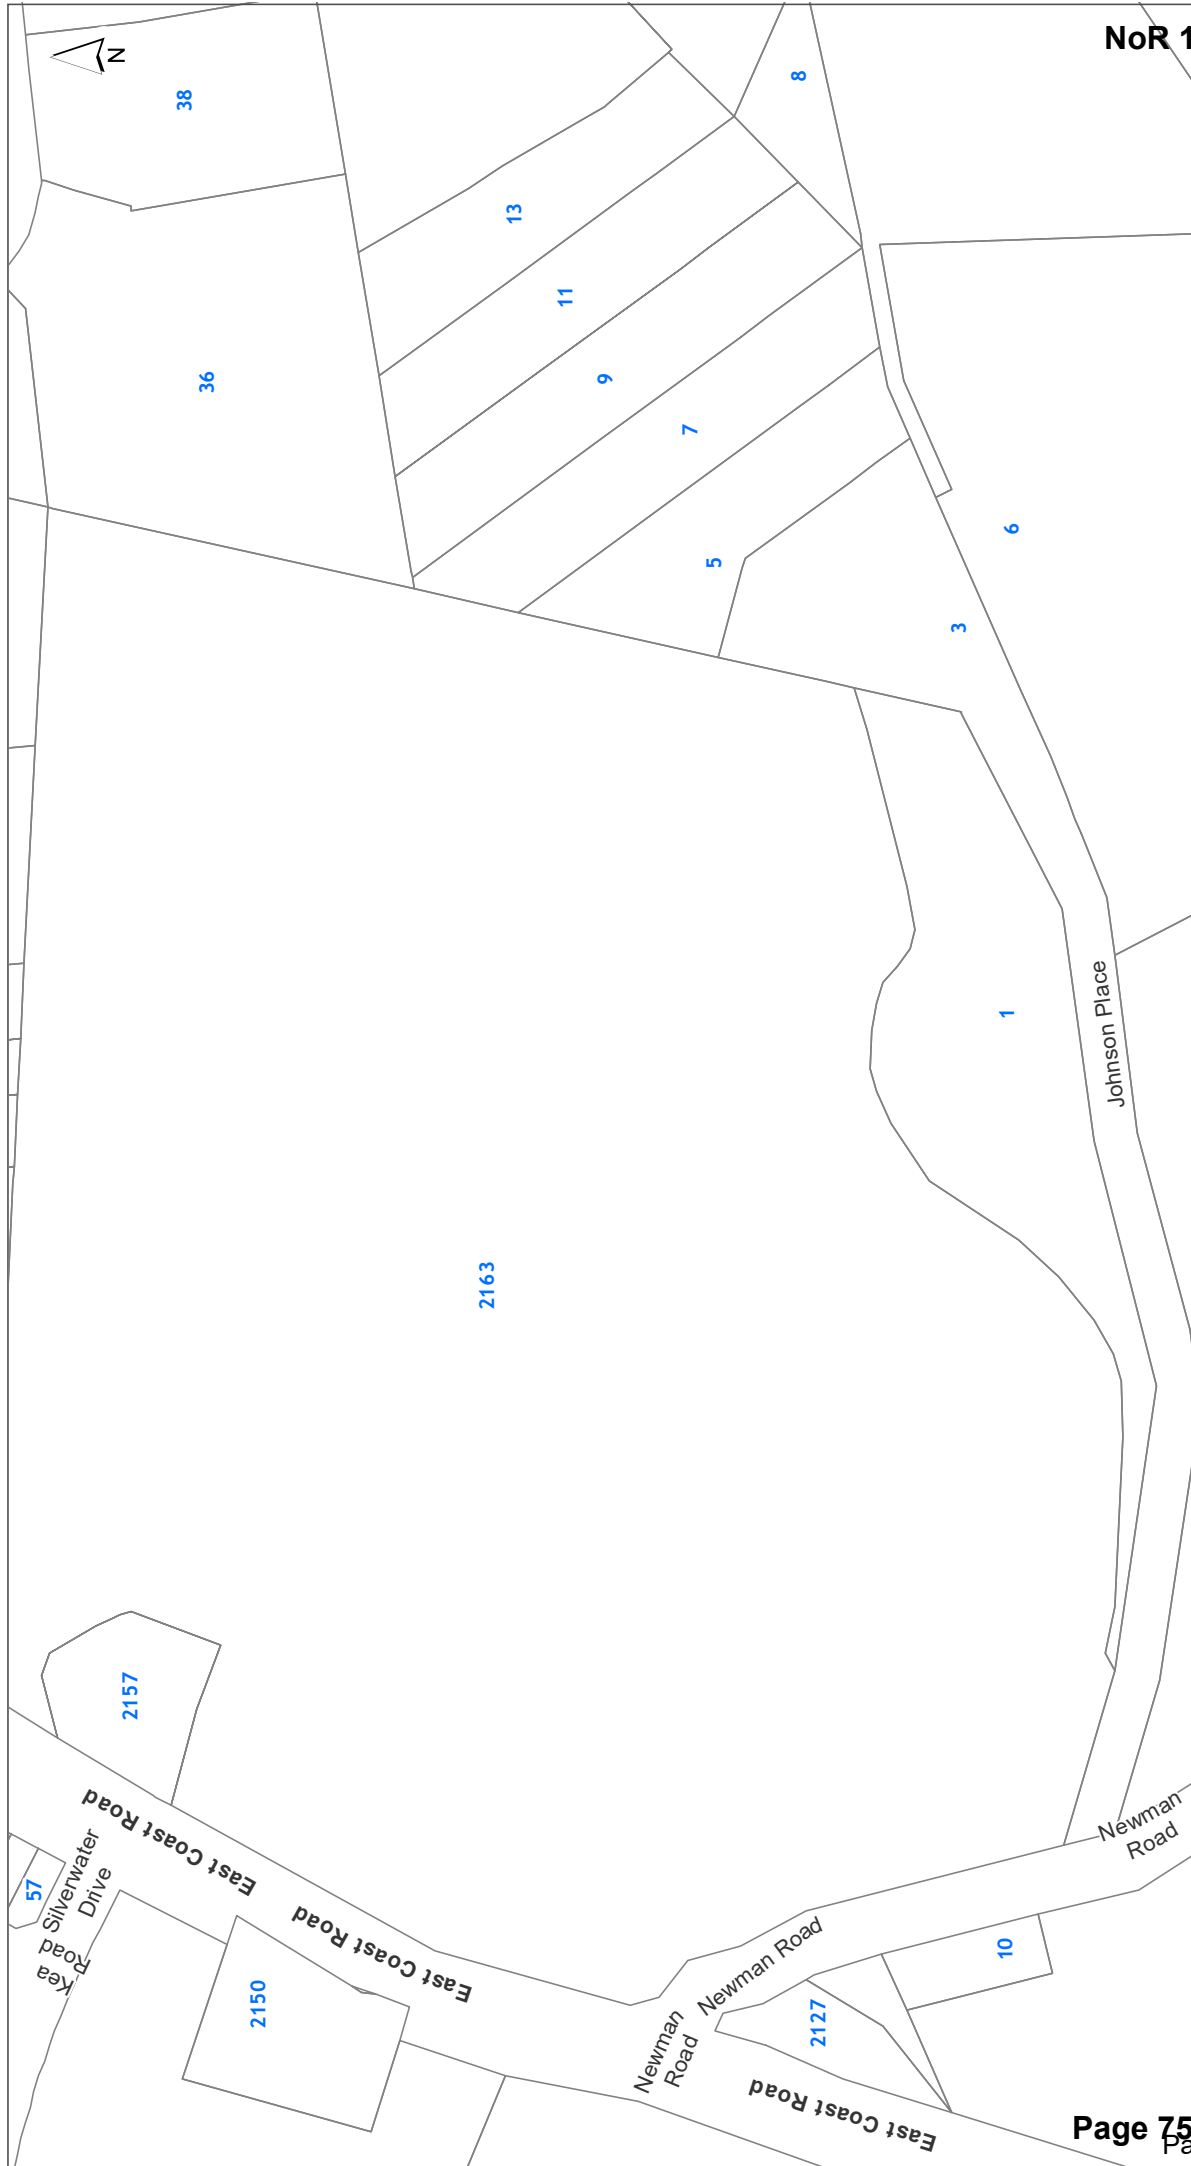 NoR 1
N
38
8
13
11
36
9
7
5
6
3
1
Johnson Place
2163
2157
East Coast Road
57
Silverwater
Drive
Kea
Road
East Coast Road
2150
Newman
Road
Newman Road
Newman
Road
10
2127
East Coast Road
Page 75
Pa